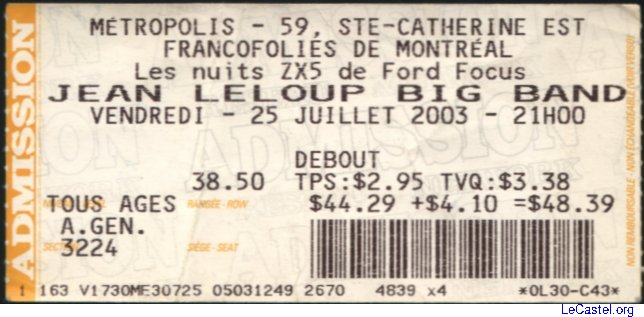 ADMISSION
MÉTROPOLIS - 59, STE-CATHERINE EST
FRANCOFOLIES DE MONTRÉAL
Les nuits ZX5 de Ford Focus
JEAN LELOUP BIG BAND
VENDREDI - 25 JUILLET 2003 - 21H00
DEBOUT
38.50 TPS:$2.95 TVQ:$3.38
TOUS AGES RANGÉE-ROW $44.29 +$4.10 =$48.39
A.GEN.
3224
SIÈGE-SEAT
1 163 V1730ME30725 05031249 2670 4839 x4 *0L30-C43*
LeCastel.org